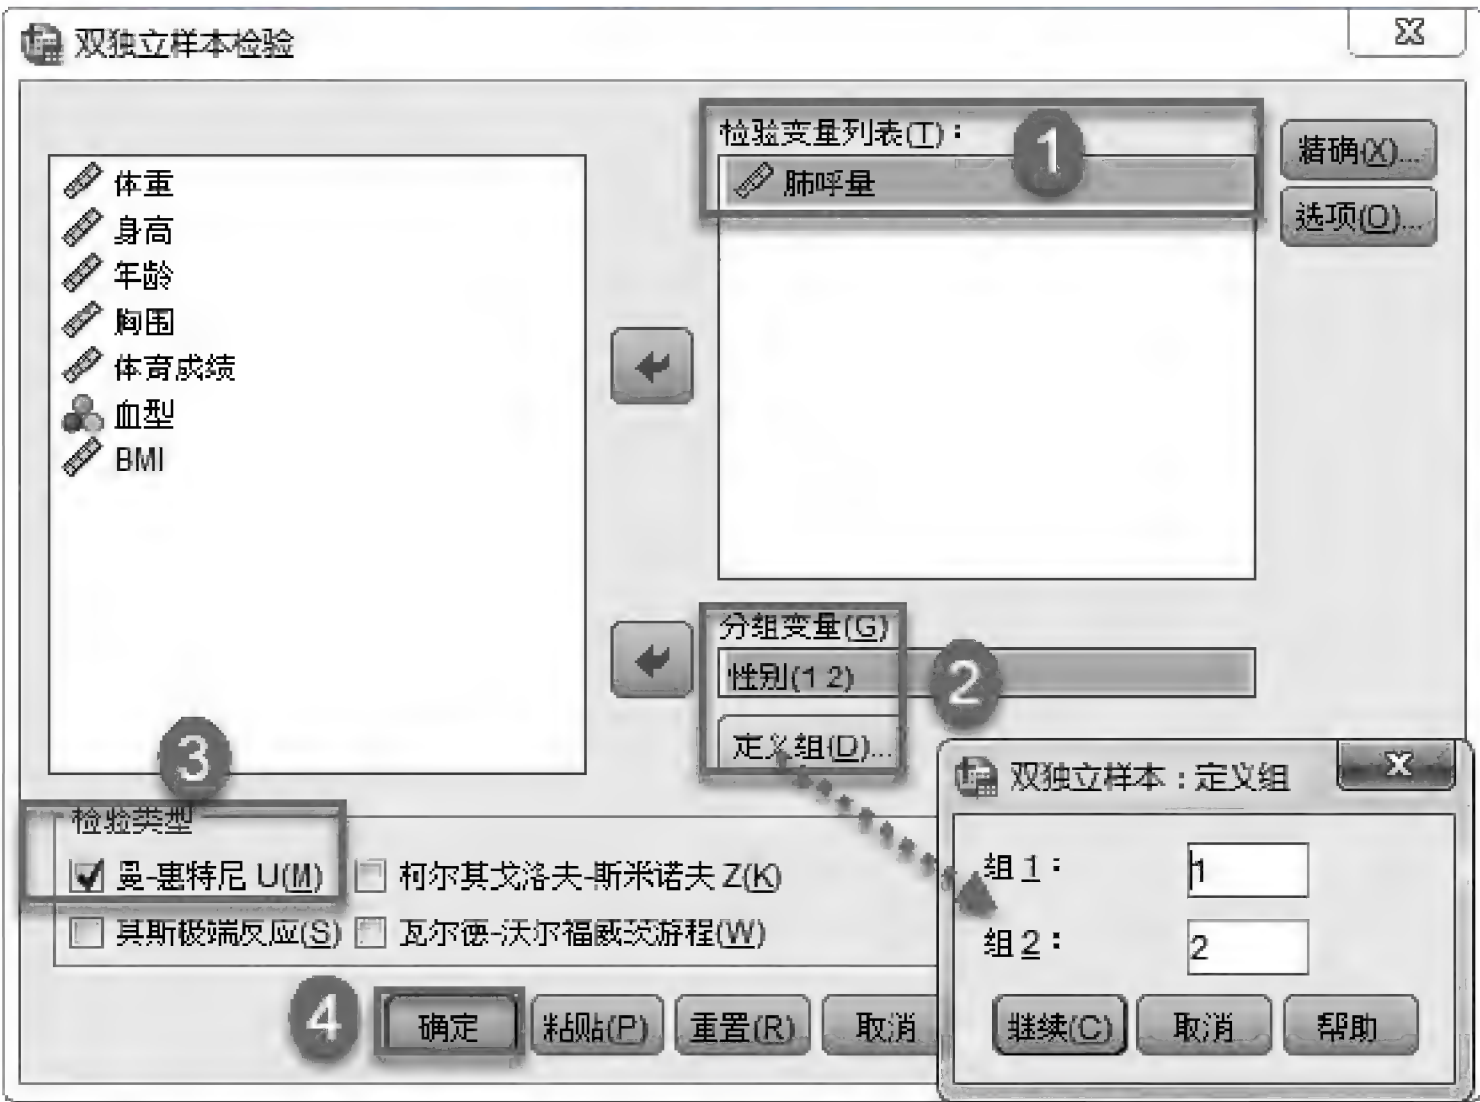 双独立样本检验
检验变量列表(T)：
1
肺呼量
精确(X)...
选项(O)...
体重
身高
年龄
胸围
体育成绩
血型
BMI
分组变量(G)
性别(1 2)
2
定义组(D)...
3
检验类型
曼-惠特尼 U(M)
柯尔莫戈洛夫-斯米诺夫 Z(K)
莫斯极端反应(S)
瓦尔德-沃尔福威茨游程(W)
4
确定
粘贴(P)
重置(R)
取消
双独立样本：定义组
组 1：
1
组 2：
2
继续(C)
取消
帮助